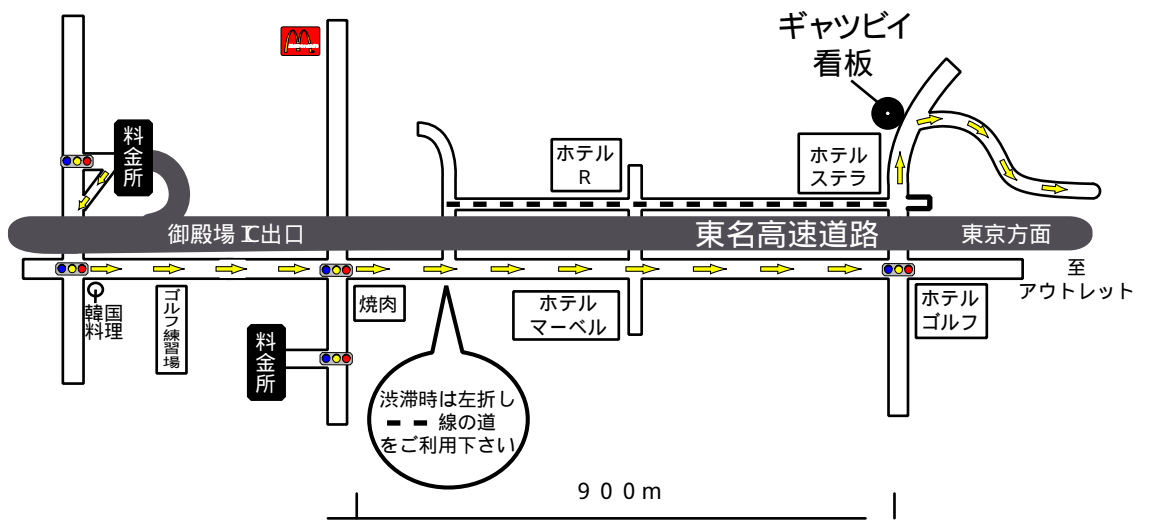 ギャツビイ
看板
料金所
ホテル
R
ホテル
ステラ
御殿場IC出口
東名高速道路
東京方面
至
アウトレット
韓国
料理
ゴルフ練習場
焼肉
ホテル
マーベル
ホテル
ゴルフ
料金所
渋滞時は左折し
線の道
をご利用下さい
900m